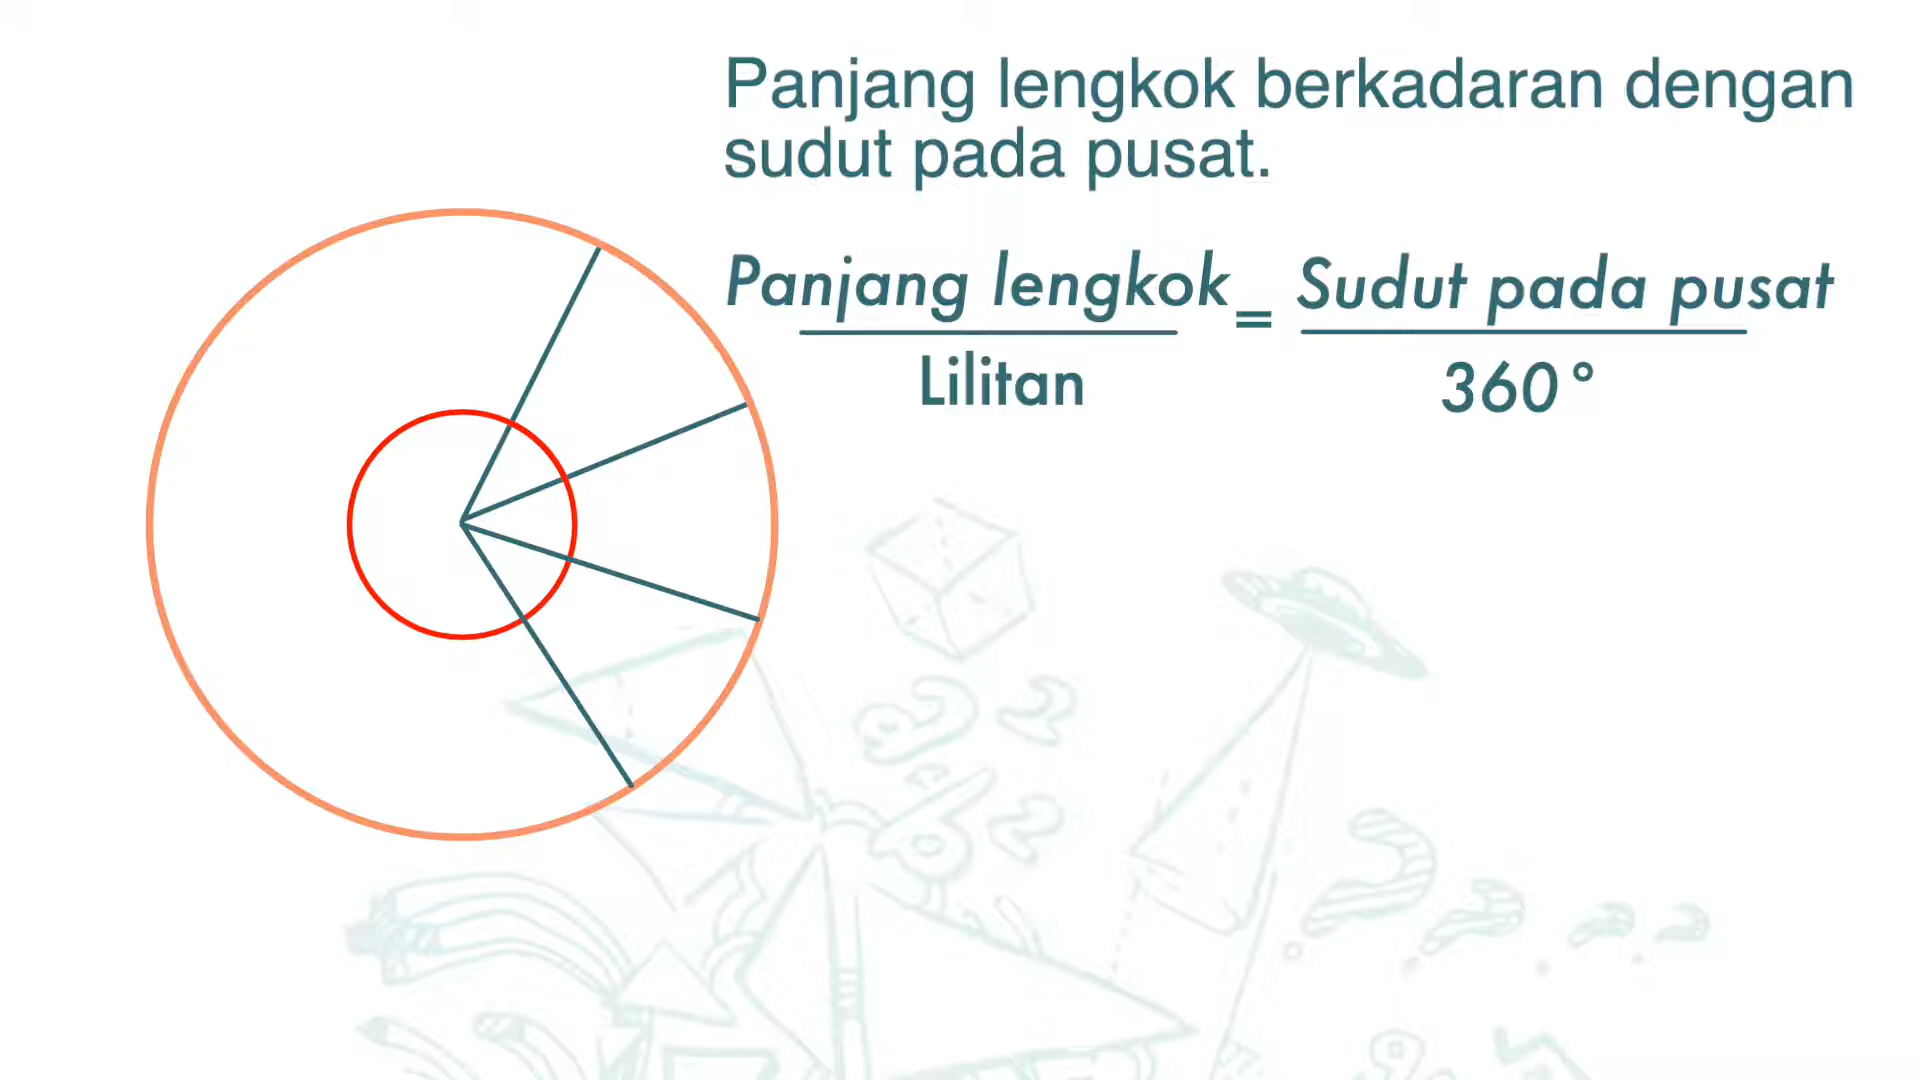 Panjang lengkok berkadaran dengan
sudut pada pusat.
Panjang lengkok = Sudut pada pusat
Lilitan 360°